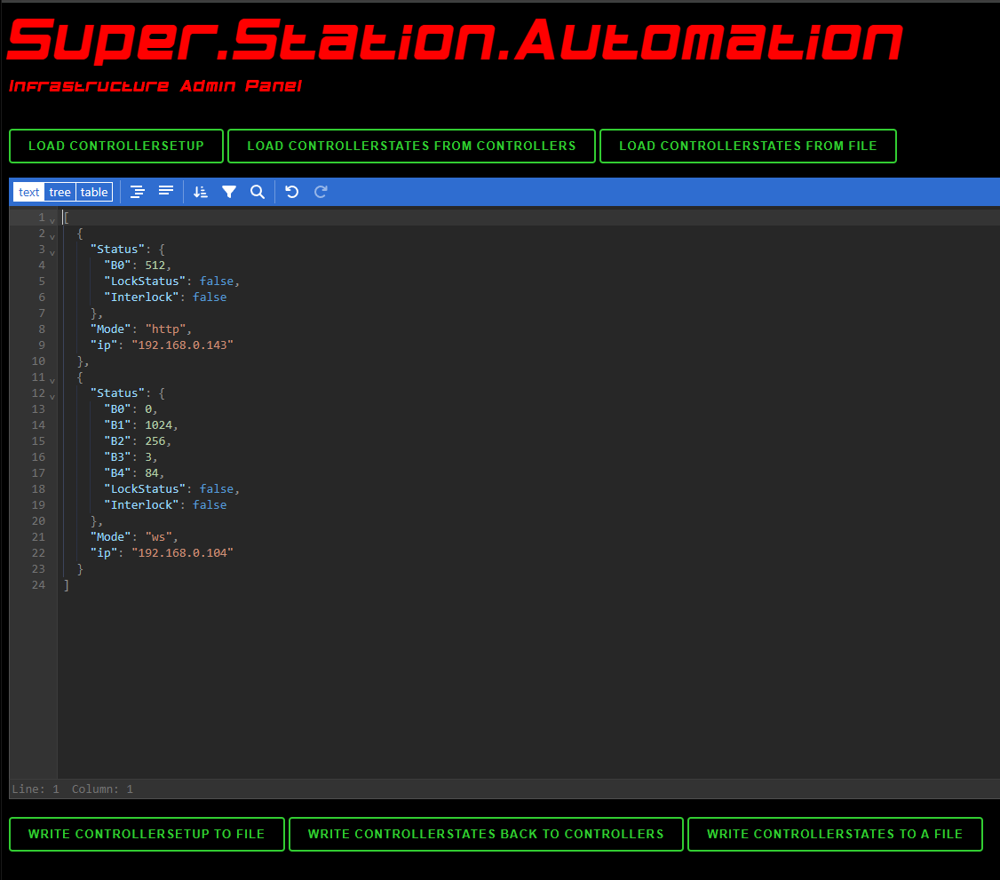 Super.Station.Automation
Infrastructure Admin Panel
LOAD CONTROLLERSETUP LOAD CONTROLLERSTATES FROM CONTROLLERS LOAD CONTROLLERSTATES FROM FILE
text tree table
1 [
2 {
3 "Status": {
4 "B0": 512,
5 "LockStatus": false,
6 "Interlock": false
7 },
8 "Mode": "http",
9 "ip": "192.168.0.143"
10 },
11 {
12 "Status": {
13 "B0": 0,
14 "B1": 1024,
15 "B2": 256,
16 "B3": 3,
17 "B4": 84,
18 "LockStatus": false,
19 "Interlock": false
20 },
21 "Mode": "ws",
22 "ip": "192.168.0.104"
23 }
24 ]
Line: 1 Column: 1
WRITE CONTROLLERSETUP TO FILE WRITE CONTROLLERSTATES BACK TO CONTROLLERS WRITE CONTROLLERSTATES TO A FILE